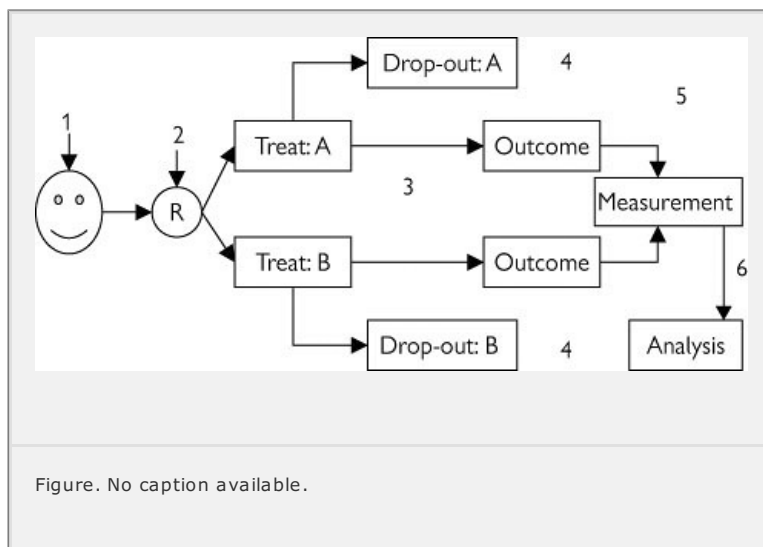 Drop-out: A
4
5
1
2
Treat: A
Outcome
3
R
Measurement
Treat: B
Outcome
6
Drop-out: B
4
Analysis
Figure. No caption available.